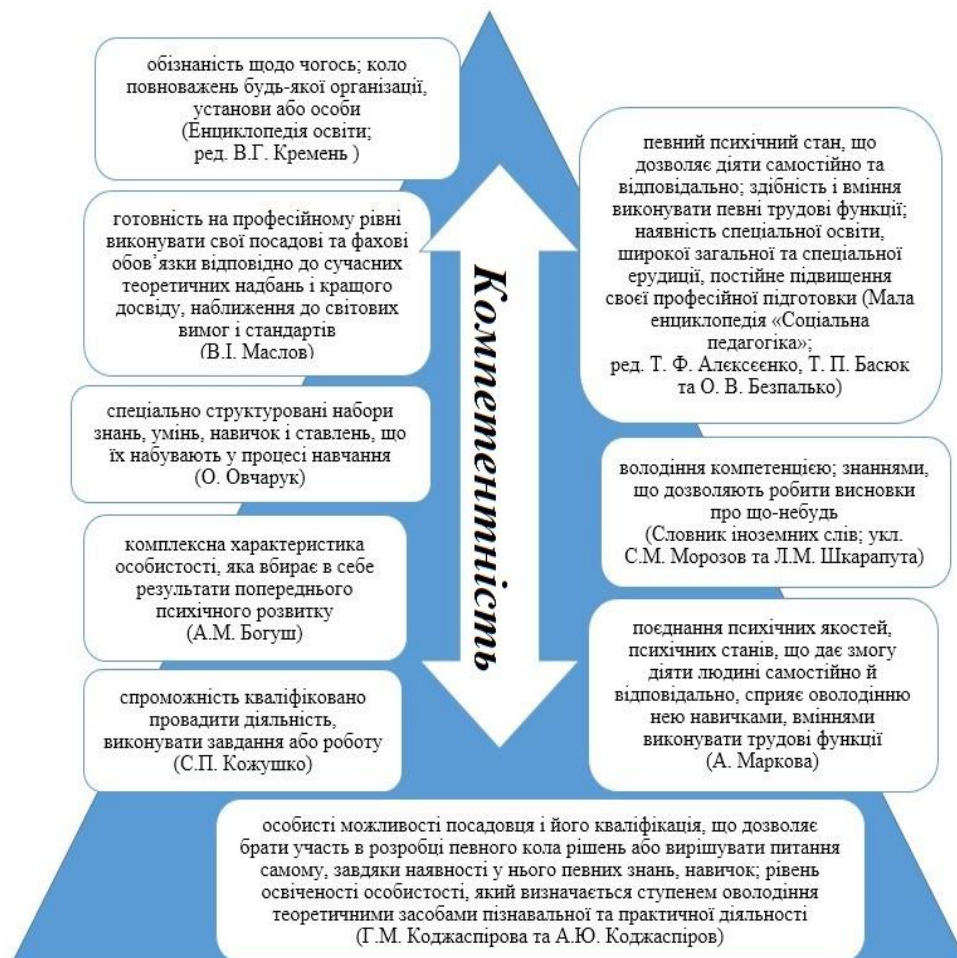 обізнаність щодо чогось; коло
повноважень будь-якої організації,
установи або особи
(Енциклопедія освіти;
ред. В.Г. Кремень )
готовність на професійному рівні
виконувати свої посадові та фахові
обов’язки відповідно до сучасних
теоретичних надбань і кращого
досвіду, наближення до світових
вимог і стандартів
(В.І. Маслов)
спеціально структуровані набори
знань, умінь, навичок і ставлень, що
їх набувають у процесі навчання
(О. Овчарук)
комплексна характеристика
особистості, яка вбирає в себе
результати попереднього
психічного розвитку
(А.М. Богуш)
спроможність кваліфіковано
провадити діяльність,
виконувати завдання або роботу
(С.П. Кожушко)
Компетентність
певний психічний стан, що
дозволяє діяти самостійно та
відповідально; здібність і вміння
виконувати певні трудові функції;
наявність спеціальної освіти,
широкої загальної та спеціальної
ерудиції, постійне підвищення
своєї професійної підготовки (Мала
енциклопедія «Соціальна
педагогіка»;
ред. Т. Ф. Алєксєєнко, Т. П. Басюк
та О. В. Безпалько)
володіння компетенцією; знаннями,
що дозволяють робити висновки
про що-небудь
(Словник іноземних слів; укл.
С.М. Морозов та Л.М. Шкарапута)
поєднання психічних якостей,
психічних станів, що дає змогу
діяти людині самостійно й
відповідально, сприяє оволодінню
нею навичками, вміннями
виконувати трудові функції
(А. Маркова)
особисті можливості посадовця і його кваліфікація, що дозволяє
брати участь в розробці певного кола рішень або вирішувати питання
самому, завдяки наявності у нього певних знань, навичок; рівень
освіченості особистості, який визначається ступенем оволодіння
теоретичними засобами пізнавальної та практичної діяльності
(Г.М. Коджаспірова та А.Ю. Коджаспіров)